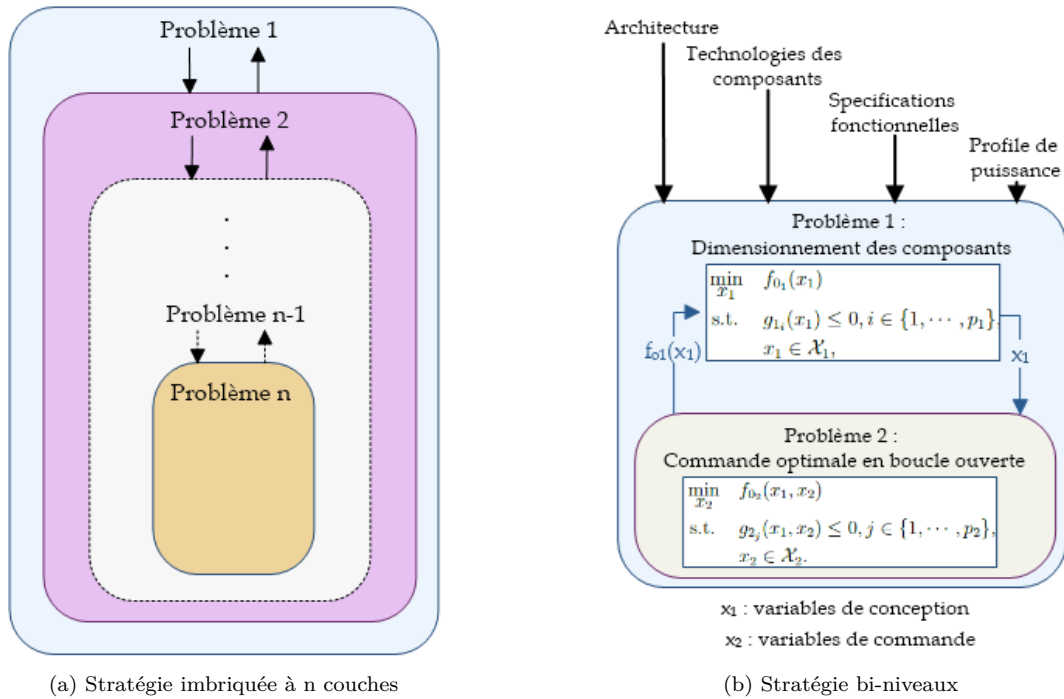 Problème 1
Problème 2
.
.
.
Problème n-1
Problème n
(a) Stratégie imbriquée à n couches
Architecture
Technologies des
composants
Specifications
fonctionnelles
Profile de
puissance
Problème 1 :
Dimensionnement des composants
min x₁ f₀₁(x₁)
s.t. g₁ᵢ(x₁) ≤ 0, i ∈ {1, ⋯ , p₁},
x₁ ∈ 𝒳₁,
f₀₁(x₁)
x₁
Problème 2 :
Commande optimale en boucle ouverte
min x₂ f₀₂(x₁, x₂)
s.t. g₂ⱼ(x₁, x₂) ≤ 0, j ∈ {1, ⋯ , p₂},
x₂ ∈ 𝒳₂.
x₁ : variables de conception
x₂ : variables de commande
(b) Stratégie bi-niveaux